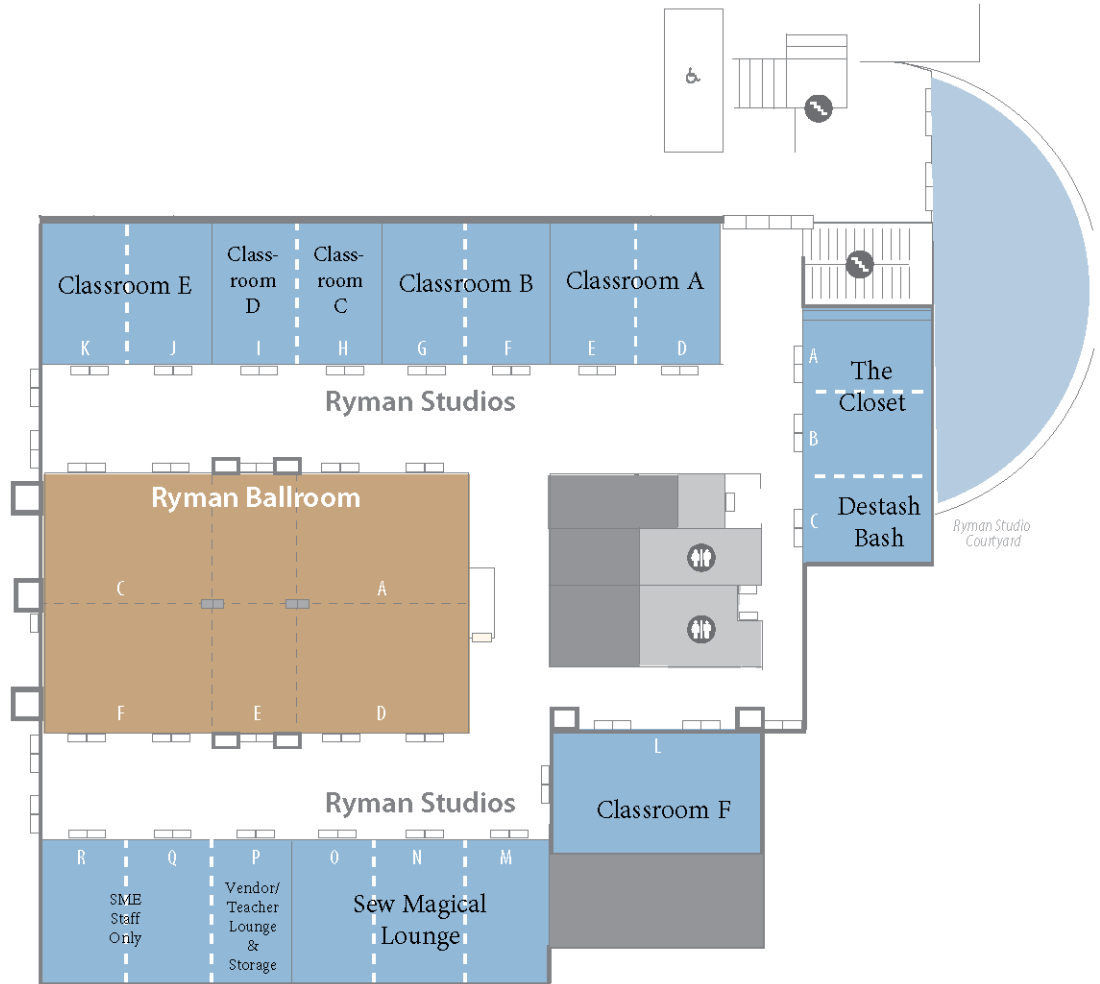 Classroom E
Class-
room
D
Class-
room
C
Classroom B
Classroom A
K
J
I
H
G
F
E
D
A
The
Closet
B
C
Destash
Bash
Ryman Studio
Courtyard
Ryman Studios
Ryman Ballroom
C
A
F
E
D
L
Classroom F
Ryman Studios
R
Q
P
O
N
M
SME
Staff
Only
Vendor/
Teacher
Lounge
&
Storage
Sew Magical
Lounge